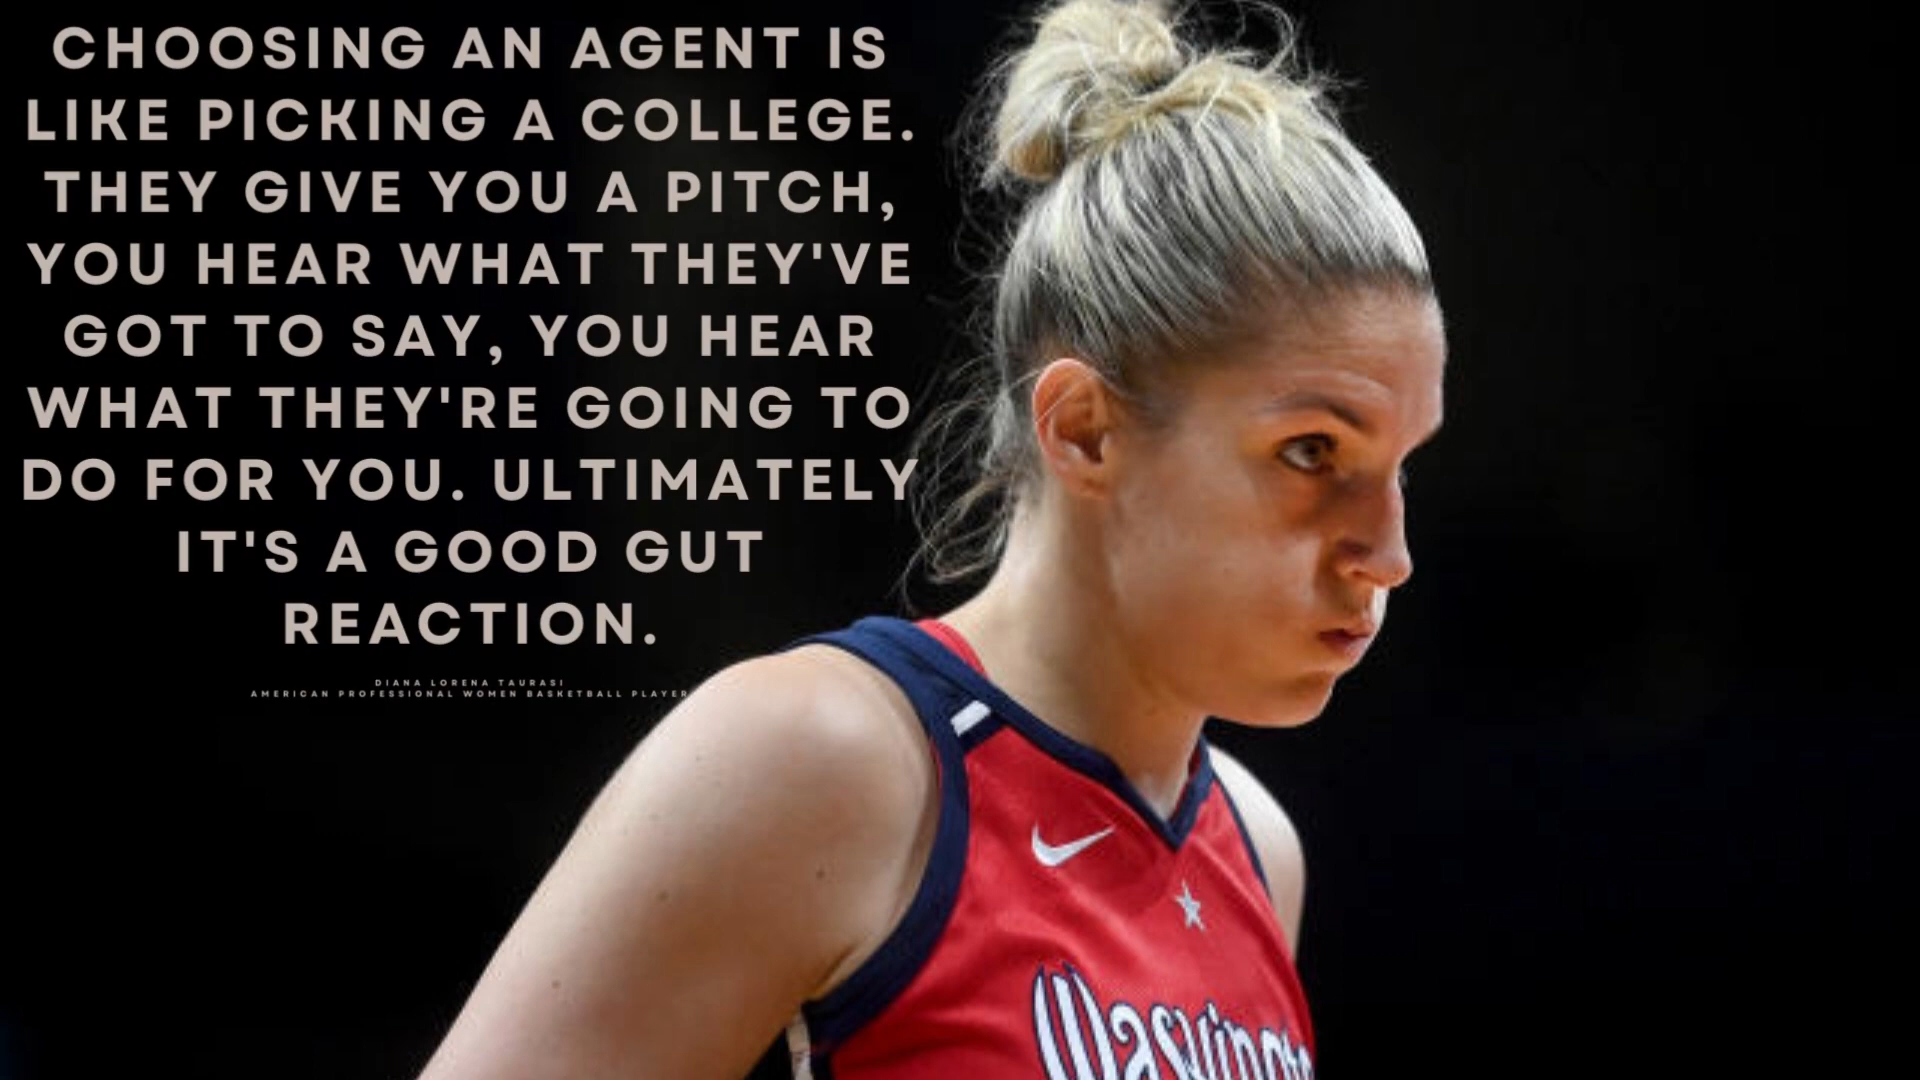 CHOOSING AN AGENT IS
LIKE PICKING A COLLEGE.
THEY GIVE YOU A PITCH,
YOU HEAR WHAT THEY'VE
GOT TO SAY, YOU HEAR
WHAT THEY'RE GOING TO
DO FOR YOU. ULTIMATELY
IT'S A GOOD GUT
REACTION.
DIANA LORENA TAURASI
AMERICAN PROFESSIONAL WOMEN BASKETBALL PLAYER
Washington